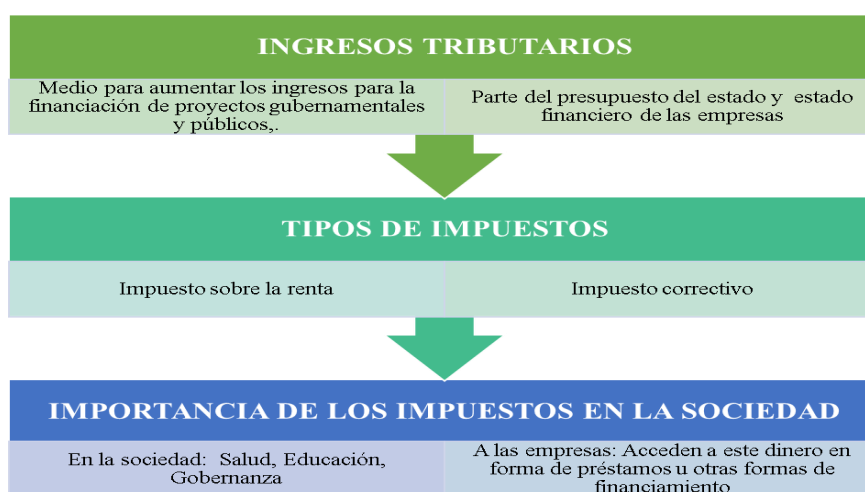 INGRESOS TRIBUTARIOS
Medio para aumentar los ingresos para la
financiación de proyectos gubernamentales
y públicos,.
Parte del presupuesto del estado y estado
financiero de las empresas
TIPOS DE IMPUESTOS
Impuesto sobre la renta
Impuesto correctivo
IMPORTANCIA DE LOS IMPUESTOS EN LA SOCIEDAD
En la sociedad: Salud, Educación,
Gobernanza
A las empresas: Acceden a este dinero en
forma de préstamos u otras formas de
financiamiento